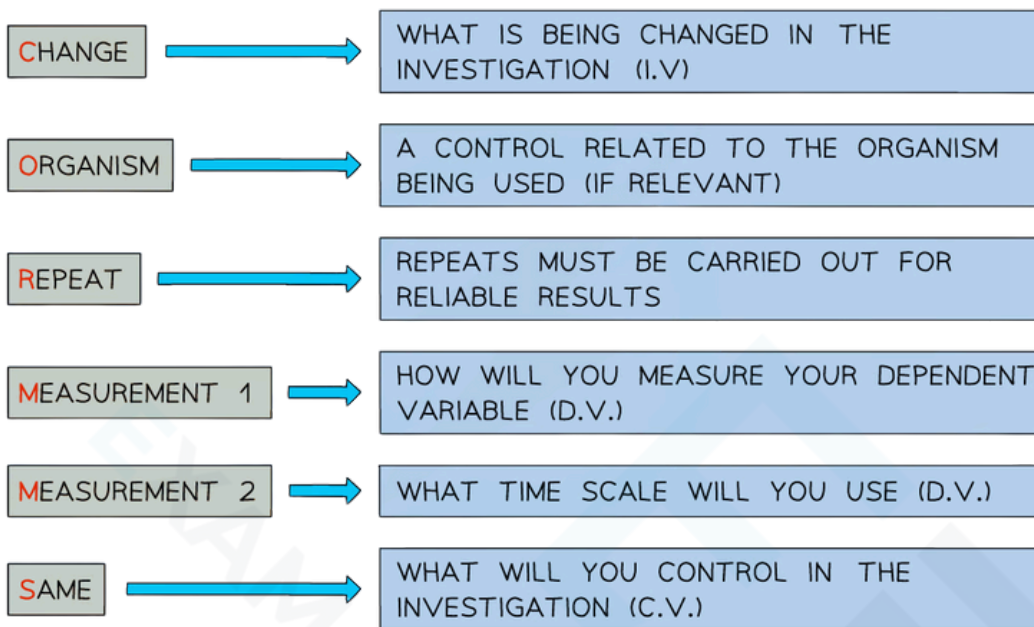 CHANGE
WHAT IS BEING CHANGED IN THE
INVESTIGATION (I.V)
ORGANISM
A CONTROL RELATED TO THE ORGANISM
BEING USED (IF RELEVANT)
REPEAT
REPEATS MUST BE CARRIED OUT FOR
RELIABLE RESULTS
MEASUREMENT 1
HOW WILL YOU MEASURE YOUR DEPENDENT
VARIABLE (D.V.)
MEASUREMENT 2
WHAT TIME SCALE WILL YOU USE (D.V.)
SAME
WHAT WILL YOU CONTROL IN THE
INVESTIGATION (C.V.)
EXAM